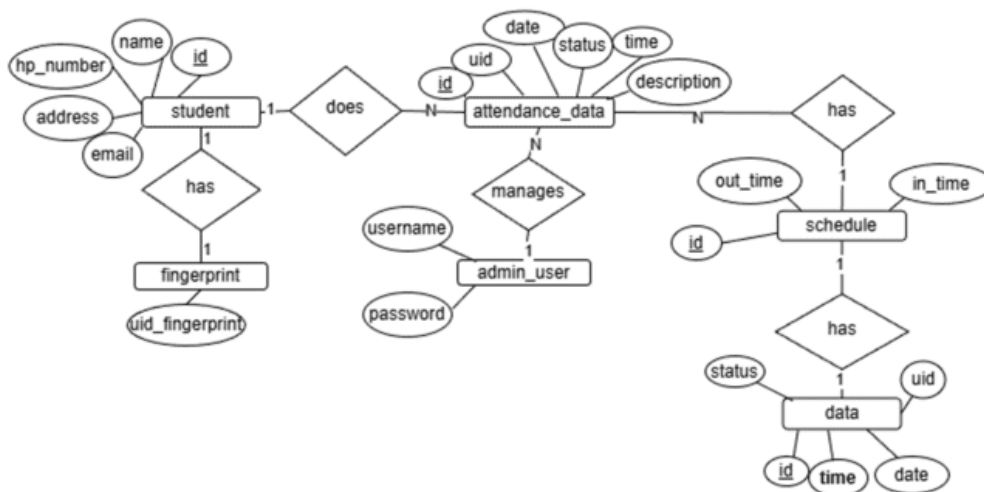 name
id
hp_number
address
email
student
1
does
N
1
has
1
fingerprint
uid_fingerprint
date
status
time
uid
id
description
attendance_data
N
manages
1
username
admin_user
password
N
has
1
out_time
in_time
schedule
id
1
has
1
status
uid
data
id
time
date